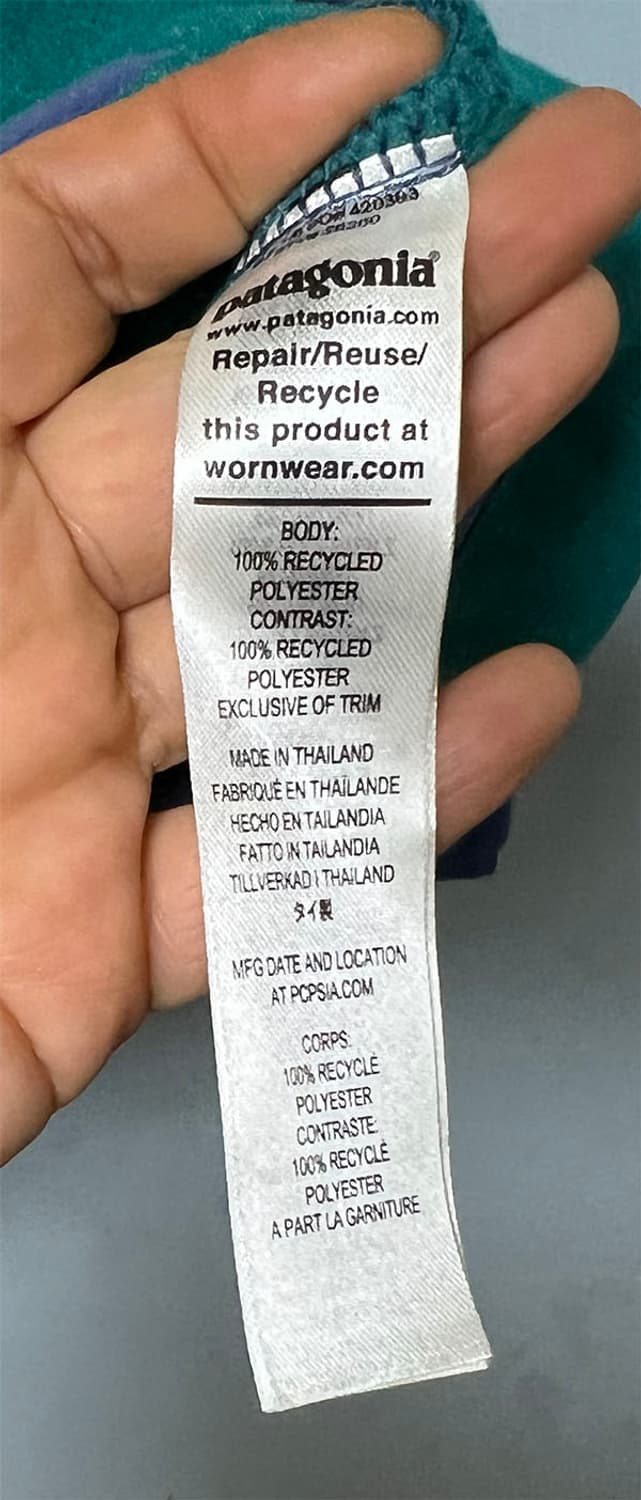 patagonia®
www.patagonia.com
Repair/Reuse/
Recycle
this product at
wornwear.com
BODY:
100% RECYCLED
POLYESTER
CONTRAST:
100% RECYCLED
POLYESTER
EXCLUSIVE OF TRIM
MADE IN THAILAND
FABRIQUÉ EN THAÏLANDE
HECHO EN TAILANDIA
FATTO IN TAILANDIA
TILLVERKAD I THAILAND
タイ製
MFG DATE AND LOCATION
AT PCPSIA.COM
CORPS:
100% RECYCLÉ
POLYESTER
CONTRASTE:
100% RECYCLÉ
POLYESTER
A PART LA GARNITURE